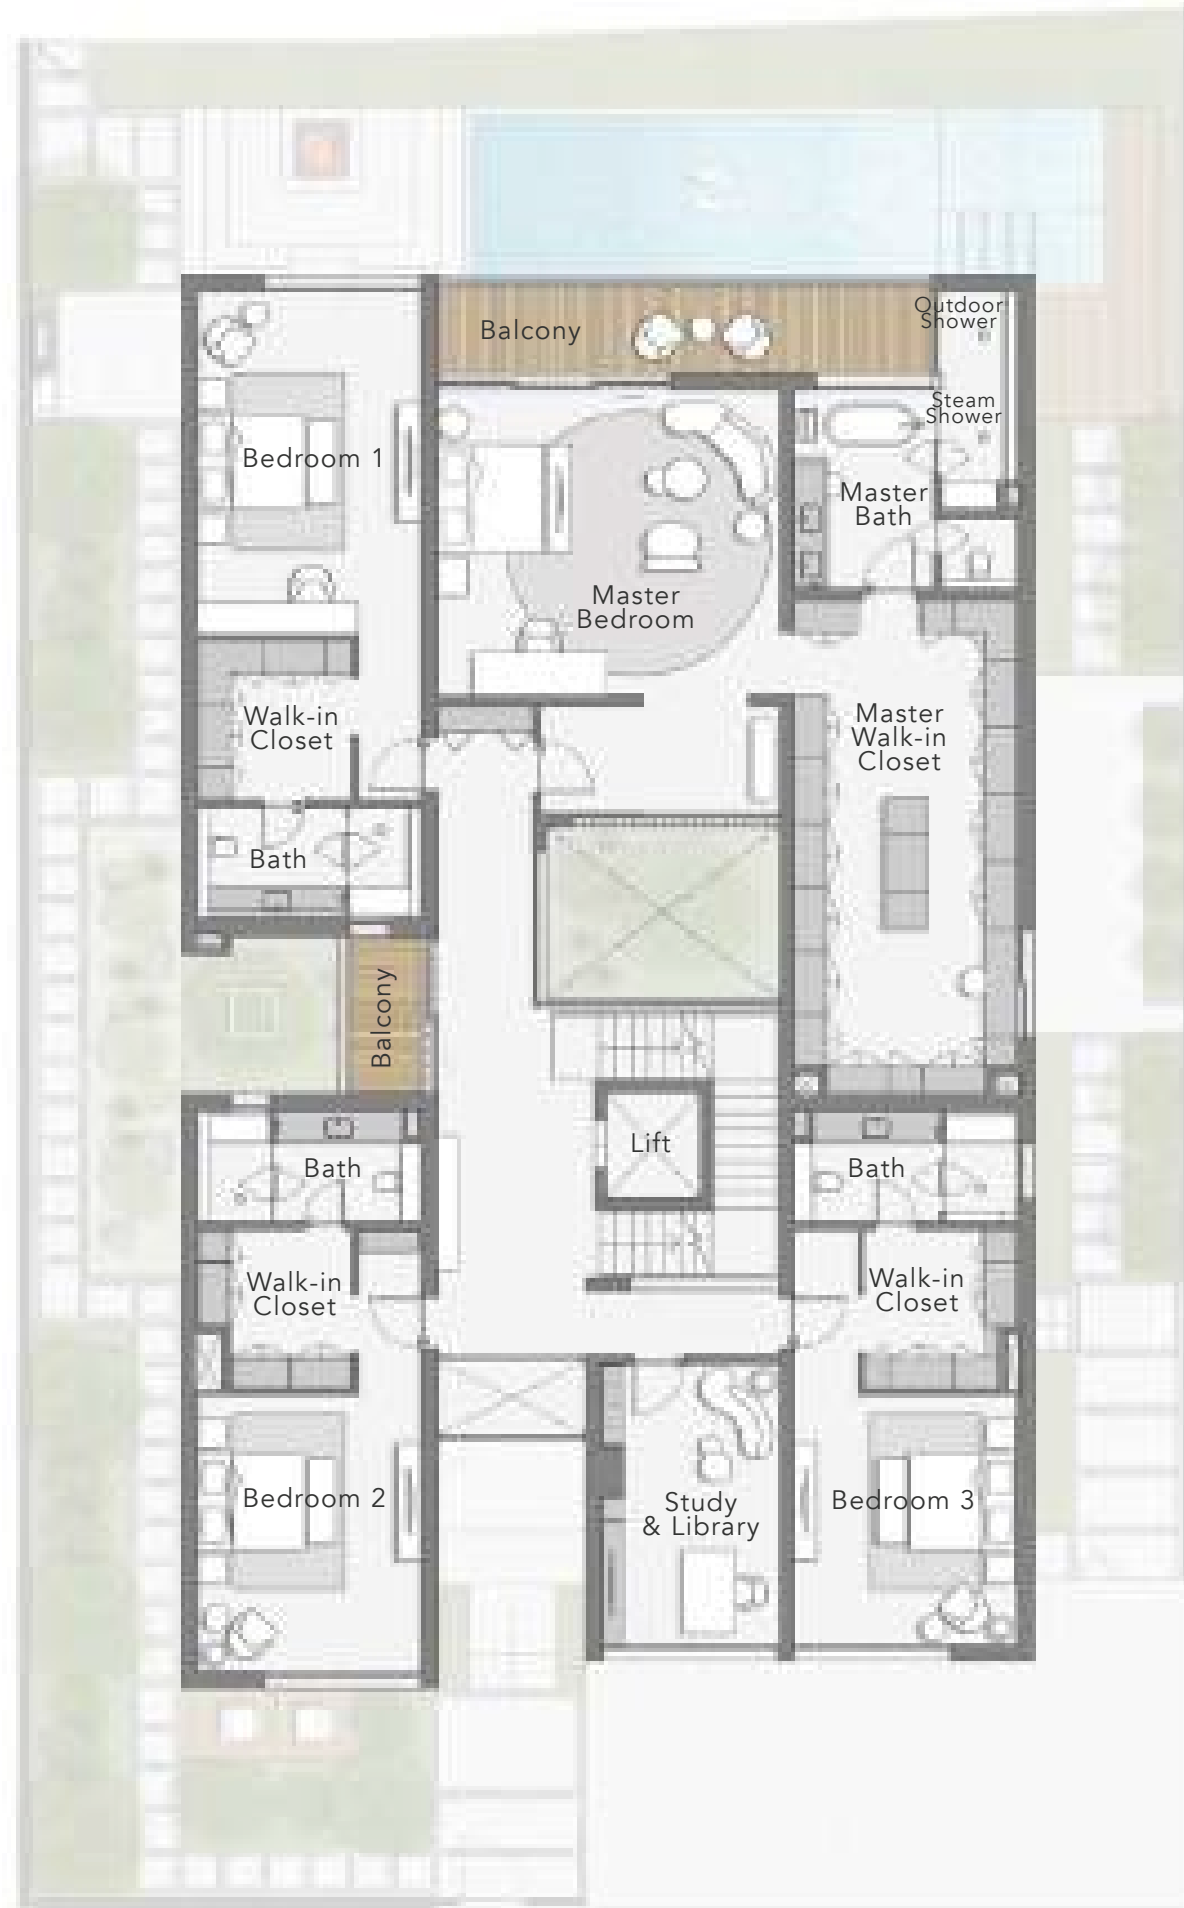 Balcony
Outdoor
Shower
Steam
Shower
Bedroom 1
Master
Bath
Master
Bedroom
Walk-in
Closet
Master
Walk-in
Closet
Bath
Balcony
Lift
Bath
Bath
Walk-in
Closet
Walk-in
Closet
Bedroom 2
Study
& Library
Bedroom 3